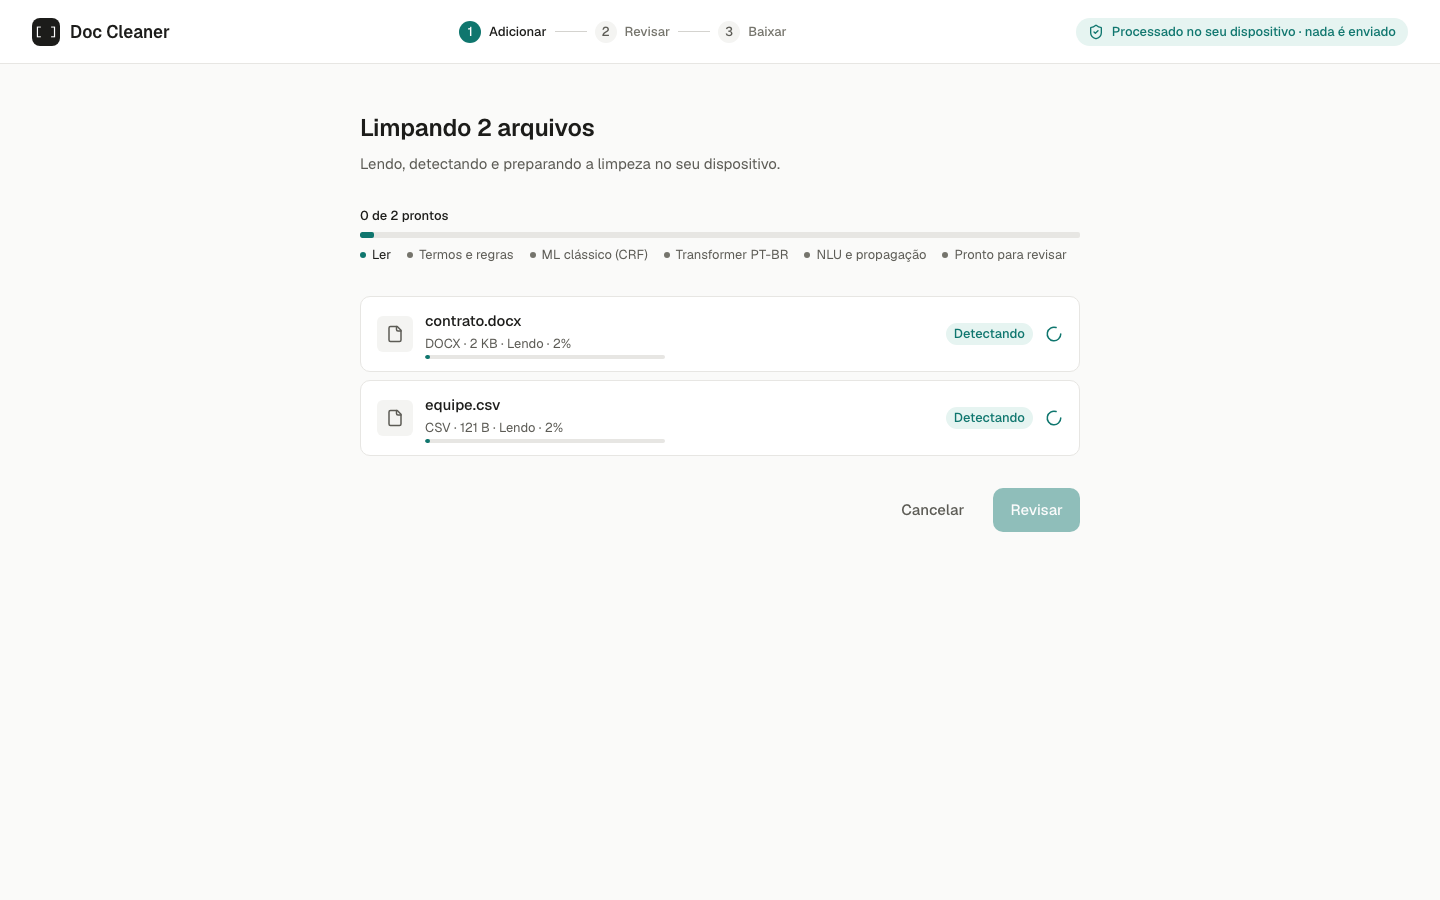 [ ] Doc Cleaner
1 Adicionar 2 Revisar 3 Baixar
Processado no seu dispositivo · nada é enviado
Limpando 2 arquivos
Lendo, detectando e preparando a limpeza no seu dispositivo.
0 de 2 prontos
Ler Termos e regras ML clássico (CRF) Transformer PT-BR NLU e propagação Pronto para revisar
contrato.docx
DOCX · 2 KB · Lendo · 2%
Detectando
equipe.csv
CSV · 121 B · Lendo · 2%
Detectando
Cancelar Revisar